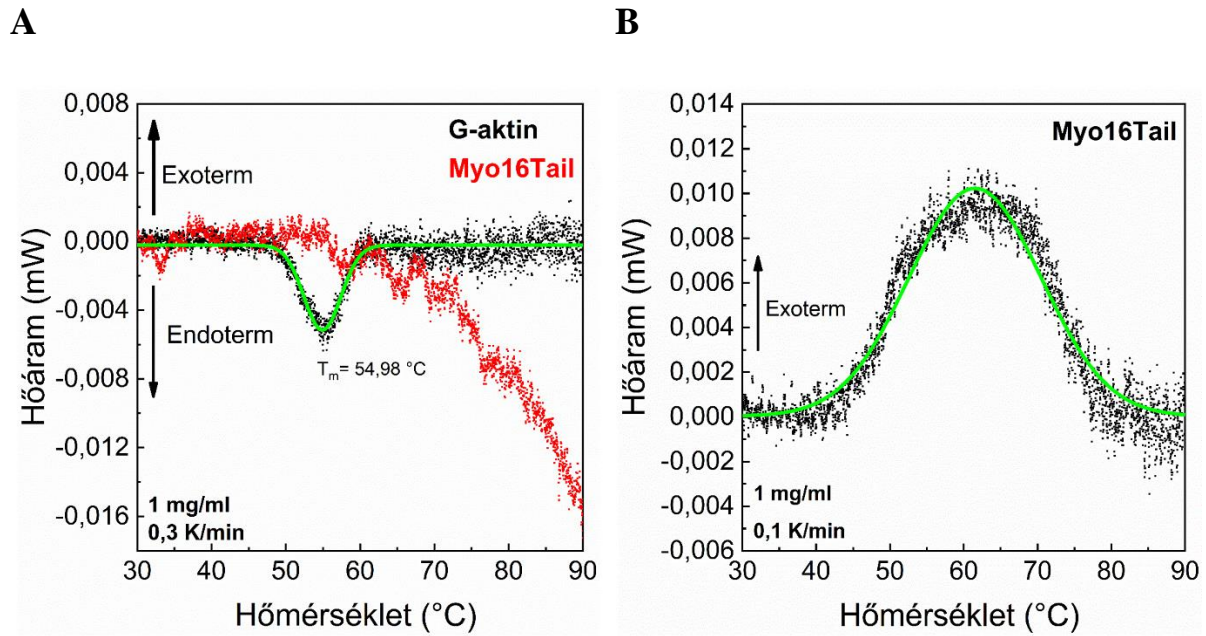 A
B
0,008
0,004
0,000
-0,004
-0,008
-0,012
-0,016
Hőáram (mW)
G-aktin
Myo16Tail
Exoterm
Endoterm
Tm= 54,98 °C
1 mg/ml
0,3 K/min
30 40 50 60 70 80 90
Hőmérséklet (°C)
0,014
0,012
0,010
0,008
0,006
0,004
0,002
0,000
-0,002
-0,004
-0,006
Hőáram (mW)
Myo16Tail
Exoterm
1 mg/ml
0,1 K/min
30 40 50 60 70 80 90
Hőmérséklet (°C)